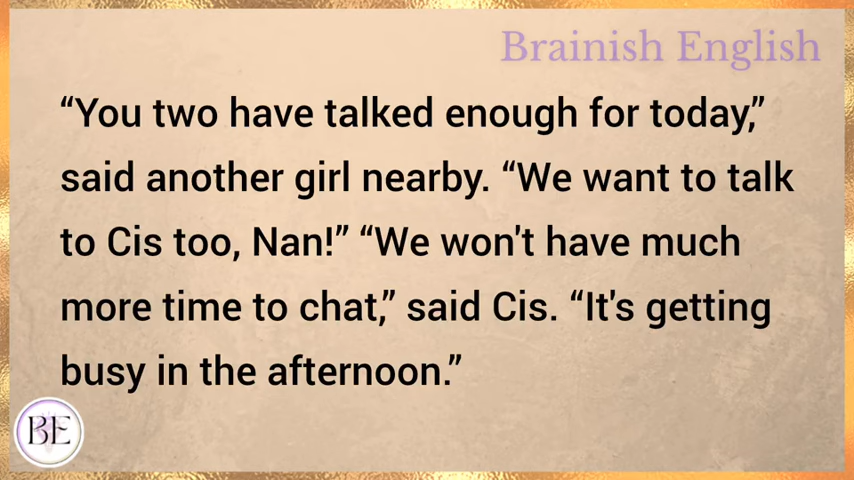 Brainish English
“You two have talked enough for today,”
said another girl nearby. “We want to talk
to Cis too, Nan!” “We won't have much
more time to chat,” said Cis. “It's getting
busy in the afternoon.”
BE